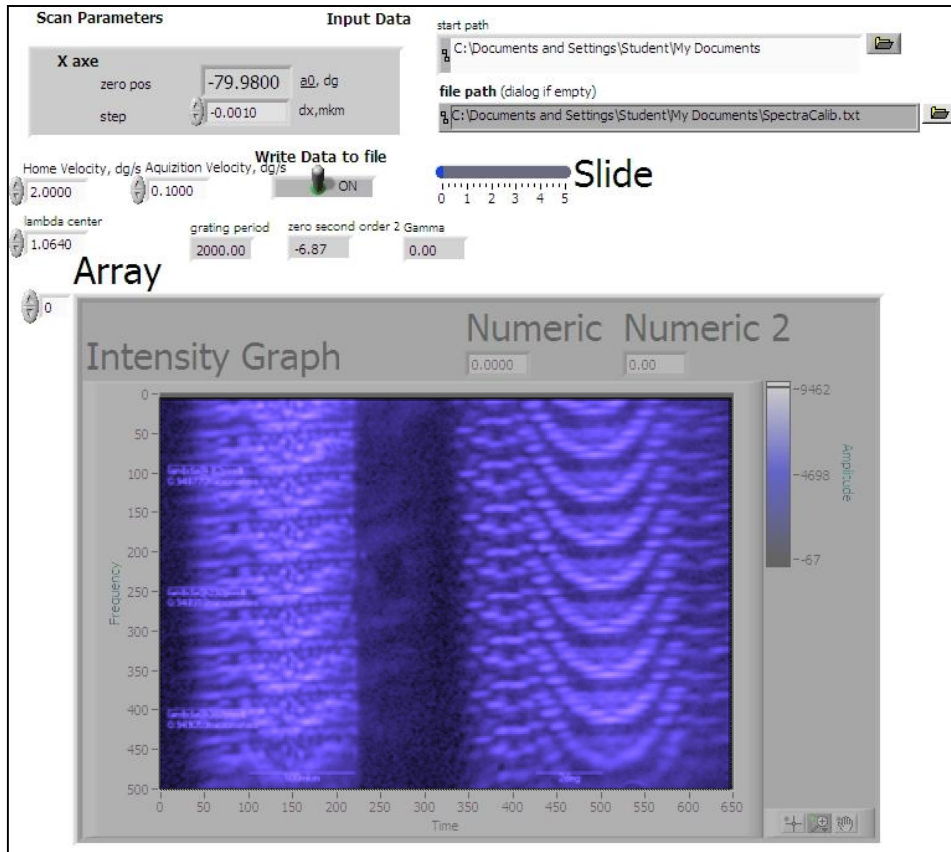 Scan Parameters
Input Data
start path
C:\Documents and Settings\Student\My Documents
X axe
zero pos
-79.9800
a0, dg
step
-0.0010
dx,mkm
file path (dialog if empty)
C:\Documents and Settings\Student\My Documents\SpectraCalib.txt
Write Data to file
ON
Home Velocity, dg/s
Aquizition Velocity, dg/s
2.0000
0.1000
Slide
0 1 2 3 4 5
lambda center
1.0640
grating period
2000.00
zero second order 2
-6.87
Gamma
0.00
Array
0
Intensity Graph
Numeric
0.0000
Numeric 2
0.00
0
50
100
150
200
250
300
350
400
450
500
Frequency
100mkm
2deg
0 50 100 150 200 250 300 350 400 450 500 550 600 650
Time
9462
4698
-67
Amplitude